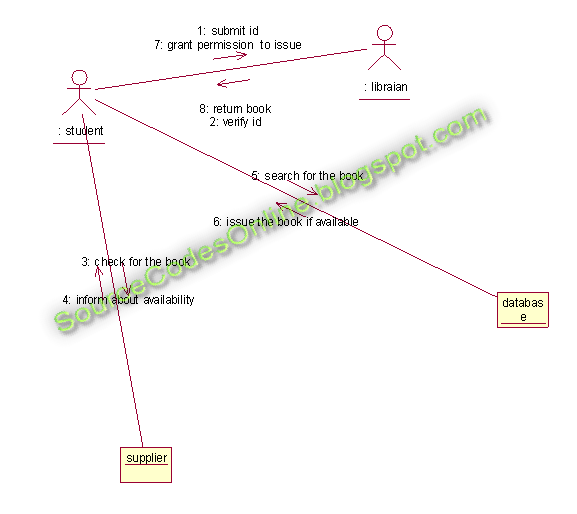 1: submit id
7: grant permission to issue
: libraian
8: return book
2: verify id
: student
5: search for the book
6: issue the book if available
3: check for the book
4: inform about availability
databas
e
supplier
SourceCodesOnline.blogspot.com